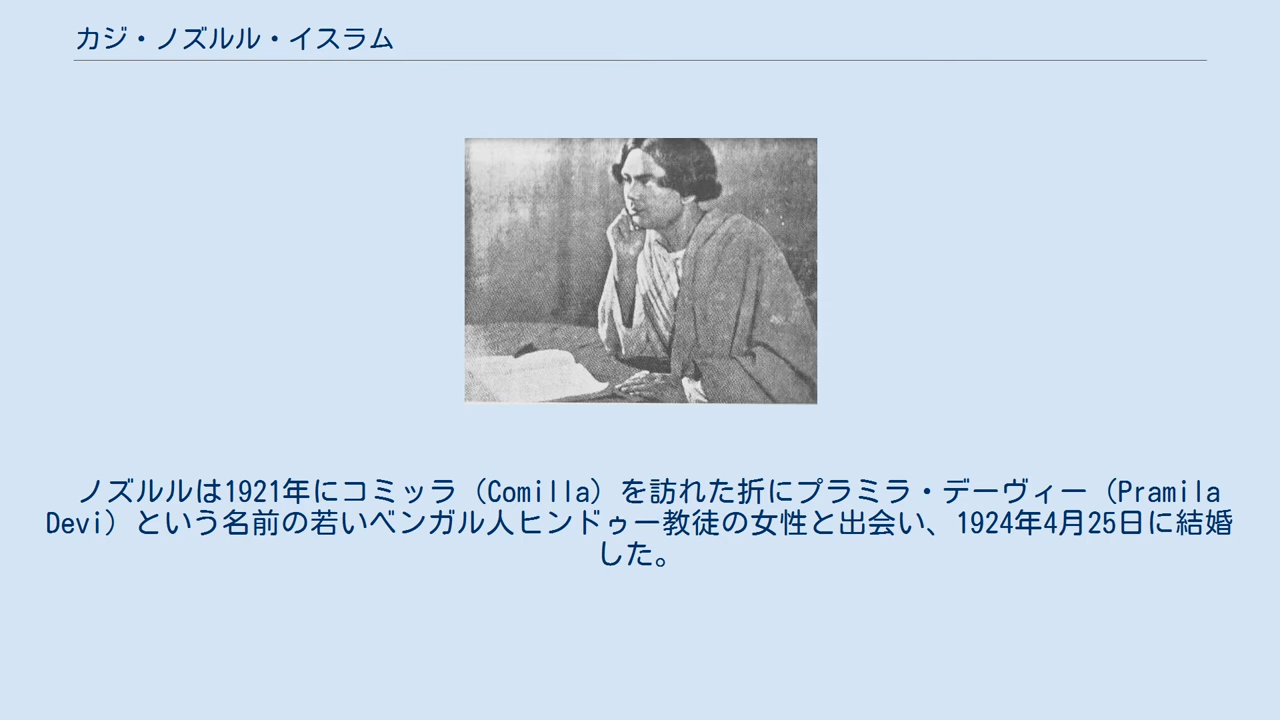 カジ・ノズルル・イスラム
ノズルルは1921年にコミッラ（Comilla）を訪れた折にプラミラ・デーヴィー（Pramila
Devi）という名前の若いベンガル人ヒンドゥー教徒の女性と出会い、1924年4月25日に結婚
した。